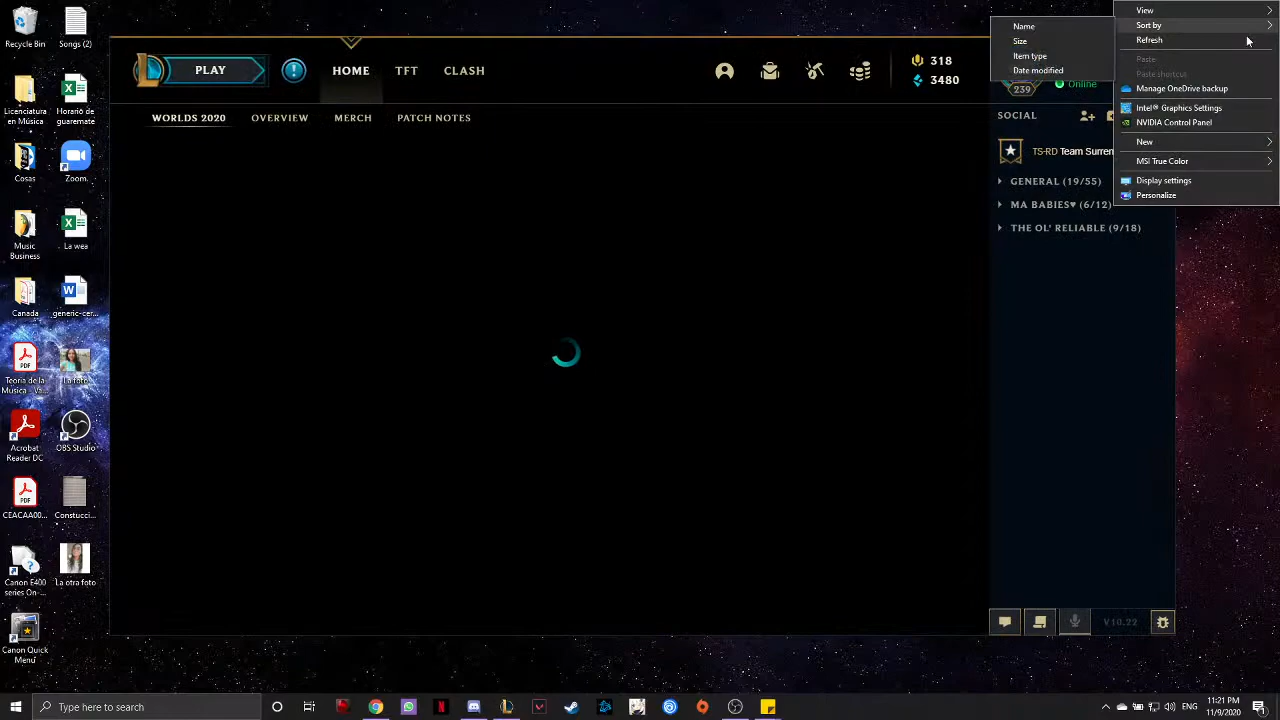 Recycle Bin
Songs (2)
Licenciatura
en Música
Horario de
guaramate
Cosas
Zoom
Music
Business
La wea
Canada
generic-cer...
Teoria de la
Musica - Va...
La foto
Acrobat
Reader DC
OBS Studio
CEACAA00...
Constucci...
Canon E400
series On-...
La otra foto
Canon Quick
Menu
PLAY
HOME
TFT
CLASH
318
3480
WORLDS 2020
OVERVIEW
MERCH
PATCH NOTES
239
Online
SOCIAL
TS-RD Team Surren
GENERAL (19/55)
MA BABIES♥ (6/12)
THE OL' RELIABLE (9/18)
V10.22
Name
Size
Item type
Date modified
View
Sort by
Refresh
Paste
Paste shortcut
Manage OneDrive backup
Intel® Graphics Settings
NVIDIA Control Panel
New
MSI True Color
Display settings
Personalize
Type here to search
ENG
11:21 PM
11/9/2020